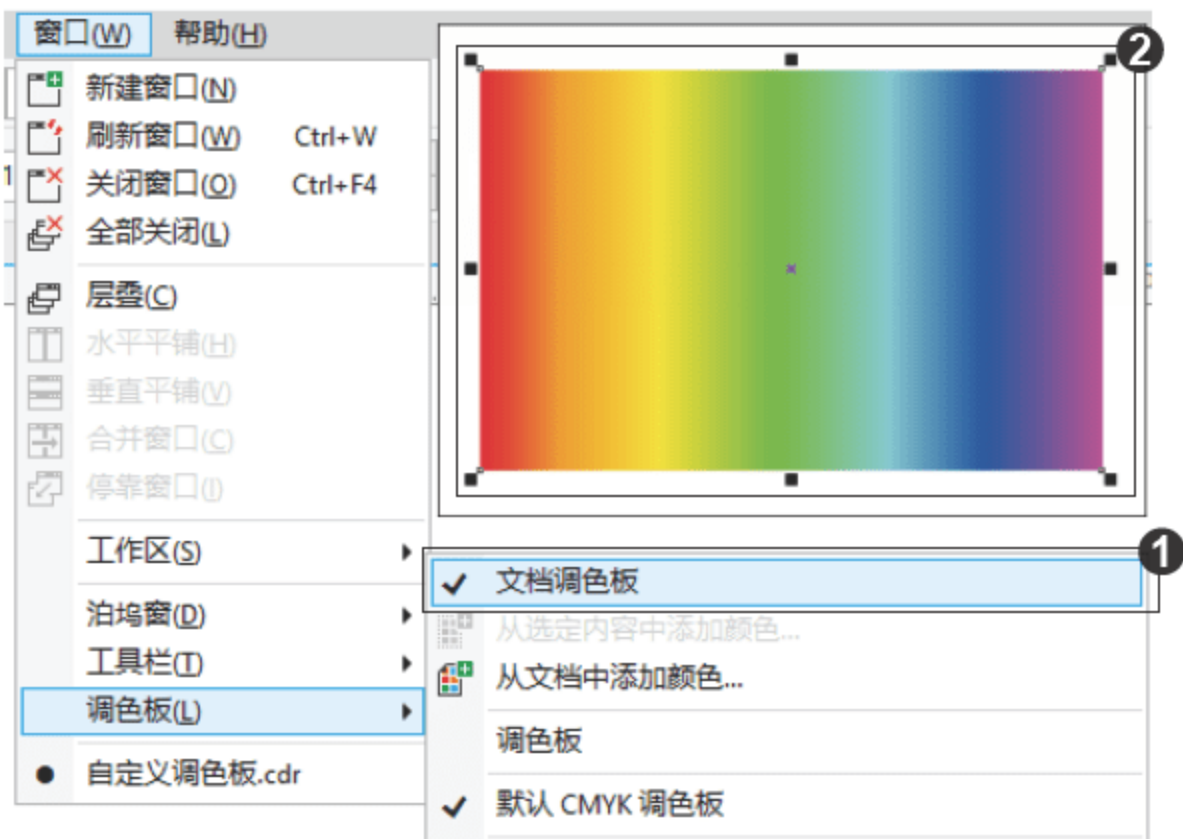 窗口(W) 帮助(H)
新建窗口(N)
刷新窗口(W) Ctrl+W
关闭窗口(O) Ctrl+F4
全部关闭(L)
层叠(C)
水平平铺(H)
垂直平铺(V)
合并窗口(C)
停靠窗口(I)
工作区(S)
泊坞窗(D)
工具栏(T)
调色板(L)
自定义调色板.cdr
2
1
文档调色板
从选定内容中添加颜色...
从文档中添加颜色...
调色板
默认 CMYK 调色板